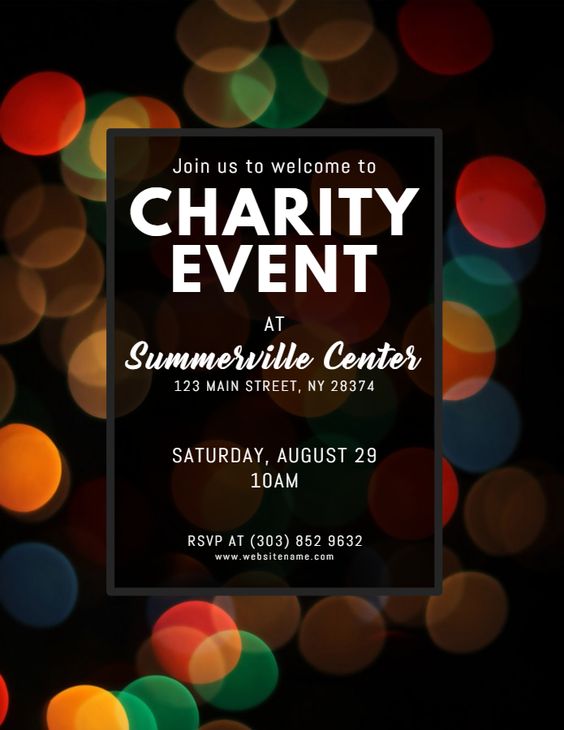 Join us to welcome to
CHARITY
EVENT
AT
Summerville Center
123 MAIN STREET, NY 28374
SATURDAY, AUGUST 29
10AM
RSVP AT (303) 852 9632
www.websitename.com